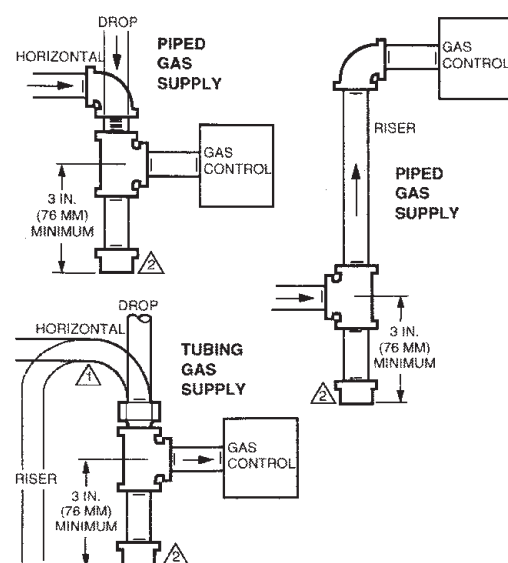 DROP
HORIZONTAL
PIPED
GAS
SUPPLY
GAS
CONTROL
3 IN.
(76 MM)
MINIMUM
2
GAS
CONTROL
RISER
PIPED
GAS
SUPPLY
3 IN.
(76 MM)
MINIMUM
2
DROP
HORIZONTAL
1
TUBING
GAS
SUPPLY
GAS
CONTROL
RISER
3 IN.
(76 MM)
MINIMUM
2